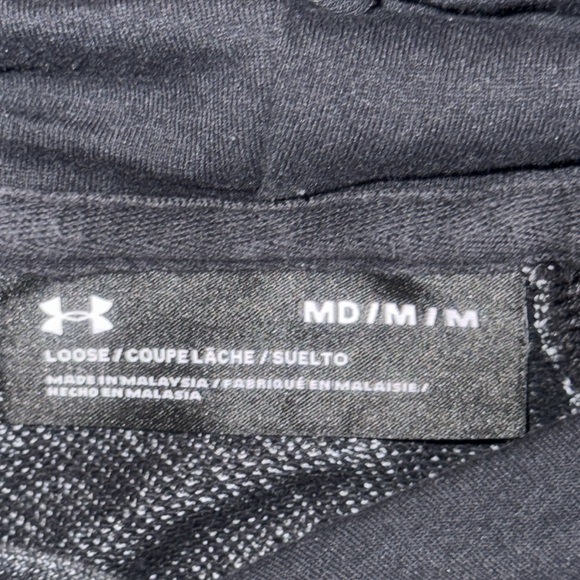 MD / M / M
LOOSE / COUPE LÂCHE / SUELTO
MADE IN MALAYSIA / FABRIQUÉ EN MALAISIE /
HECHO EN MALASIA